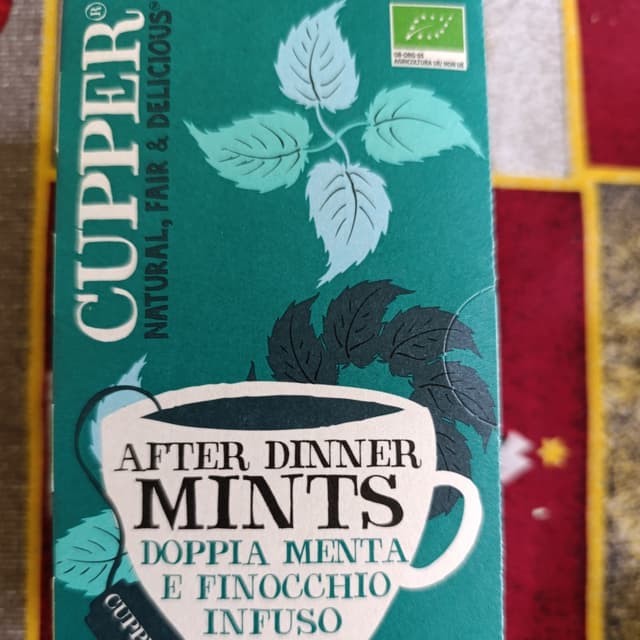 CUPPER®
NATURAL, FAIR & DELICIOUS®
AFTER DINNER
MINTS
DOPPIA MENTA
E FINOCCHIO
INFUSO